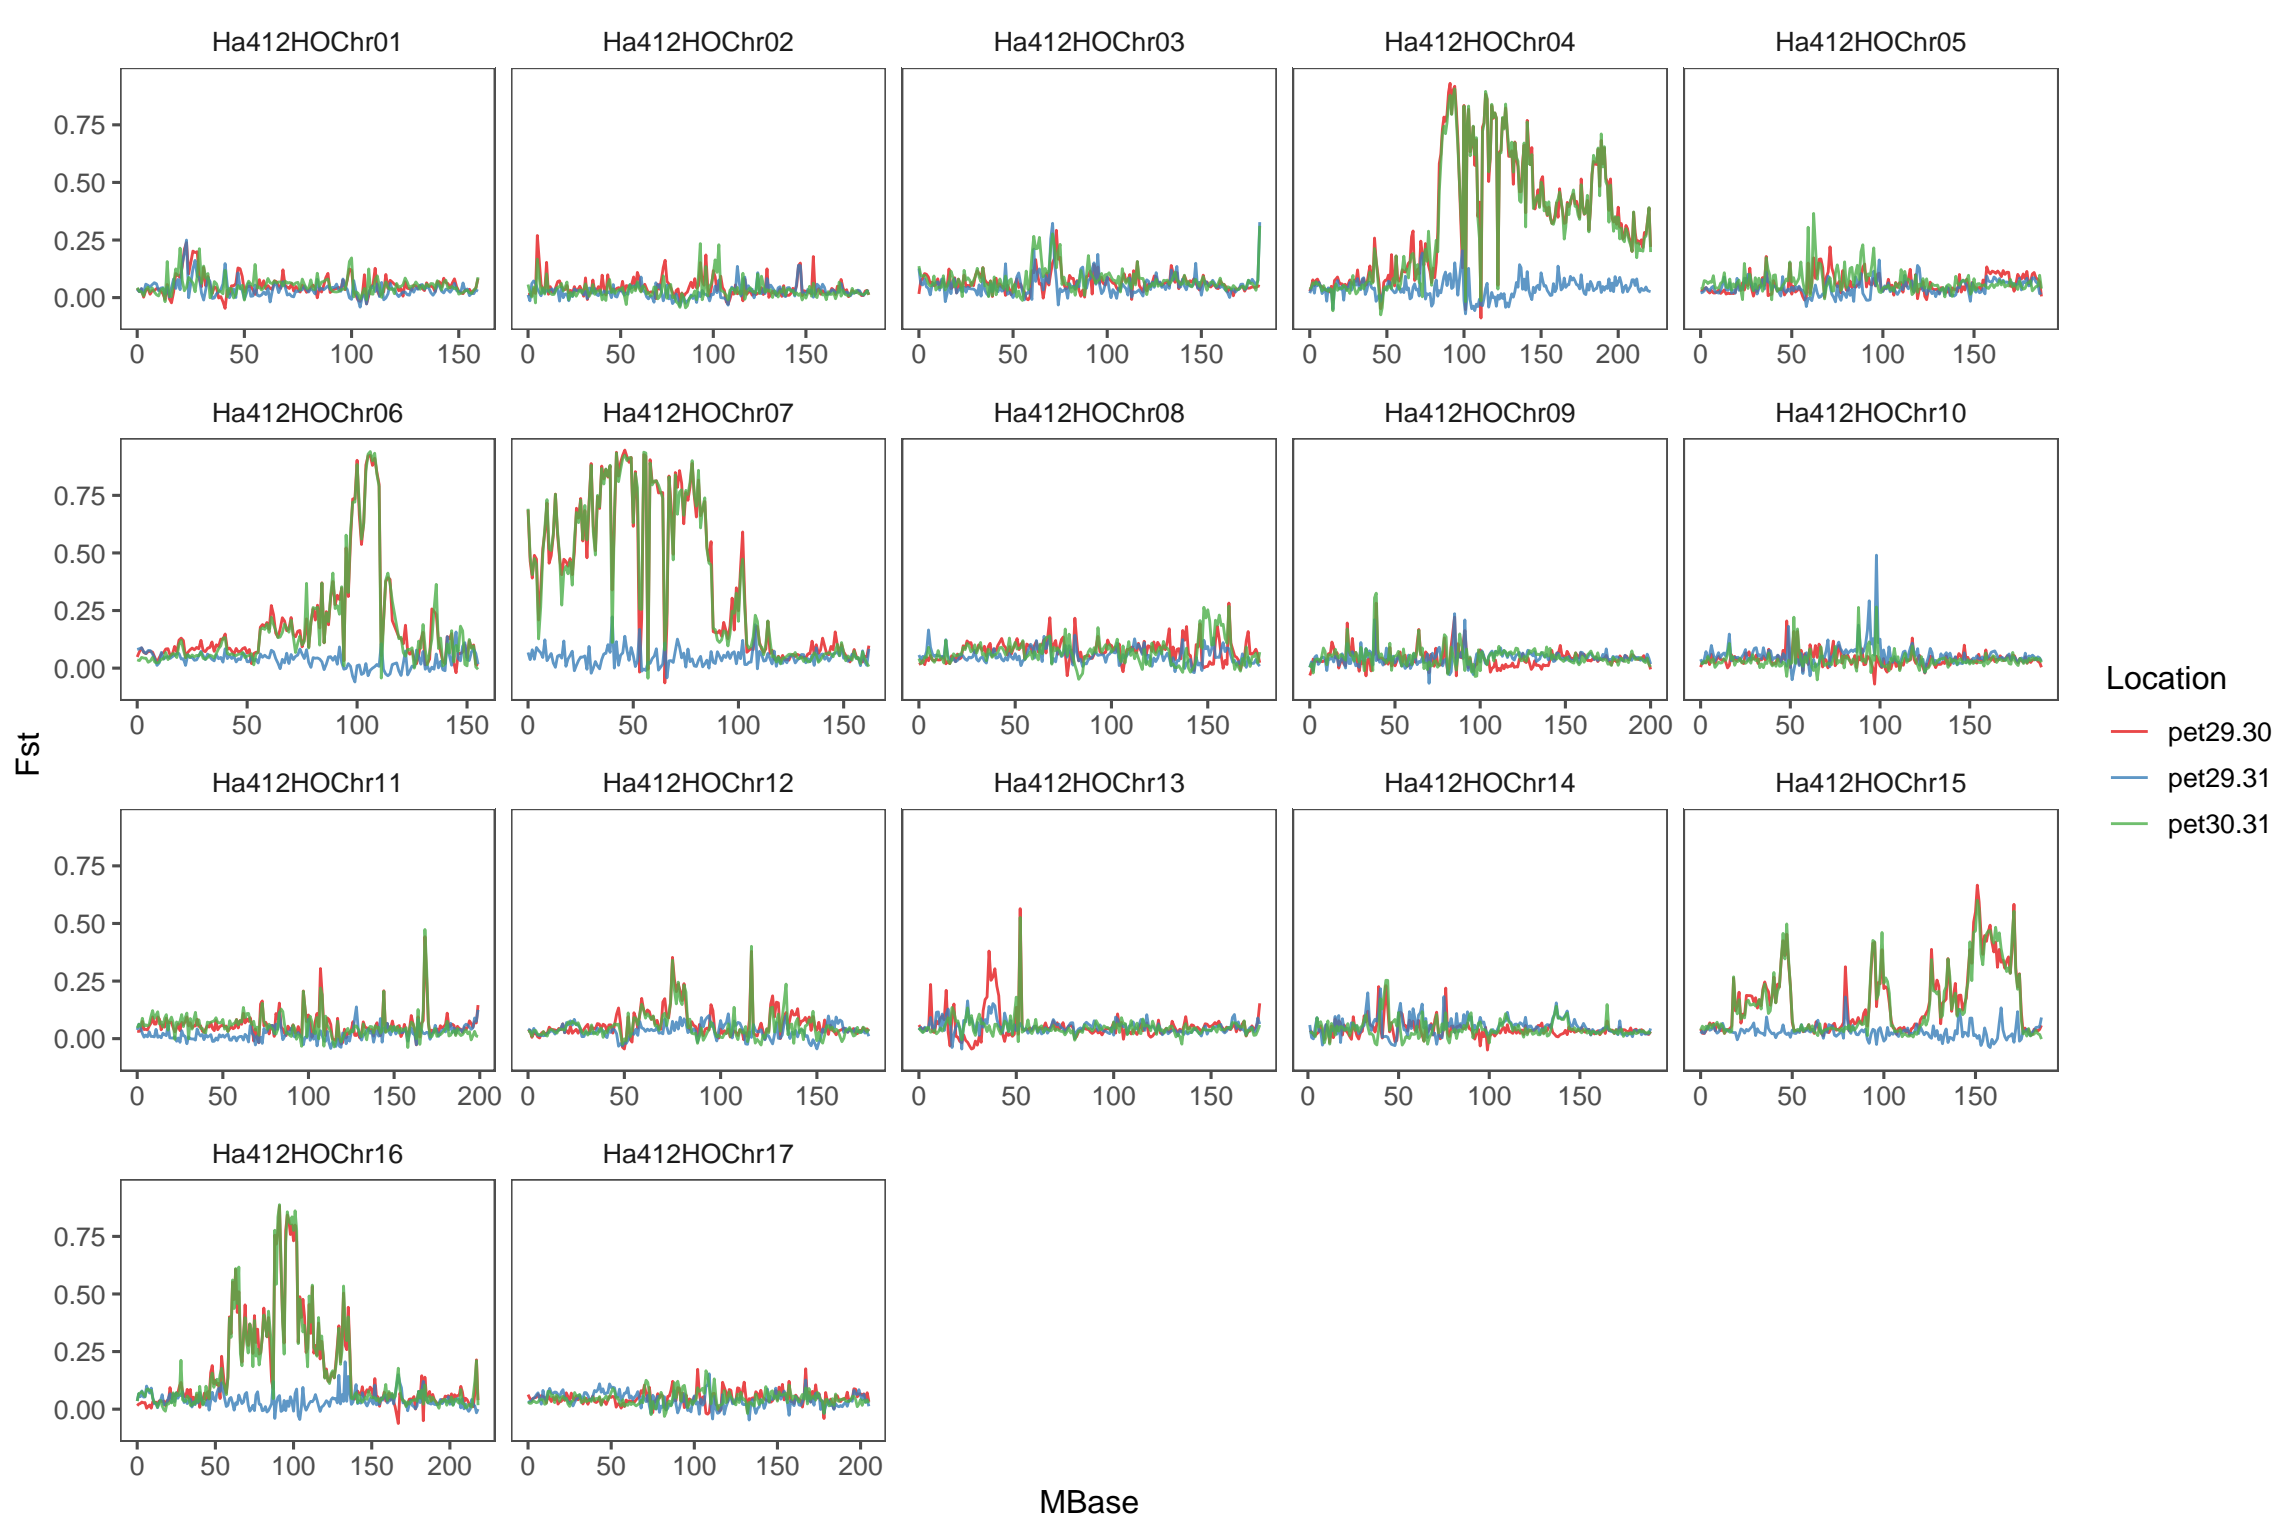 Ha412HOChr01 Ha412HOChr02 Ha412HOChr03 Ha412HOChr04 Ha412HOChr05
0.75
0.50
0.25
0.00
0 50 100 150 0 50 100 150 0 50 100 150 0 50 100 150 200 0 50 100 150
Ha412HOChr06 Ha412HOChr07 Ha412HOChr08 Ha412HOChr09 Ha412HOChr10
0.75
0.50
0.25
0.00
0 50 100 150 0 50 100 150 0 50 100 150 0 50 100 150 200 0 50 100 150
Ha412HOChr11 Ha412HOChr12 Ha412HOChr13 Ha412HOChr14 Ha412HOChr15
0.75
0.50
0.25
0.00
0 50 100 150 200 0 50 100 150 0 50 100 150 0 50 100 150 0 50 100 150
Ha412HOChr16 Ha412HOChr17
0.75
0.50
0.25
0.00
0 50 100 150 200 0 50 100 150 200
Fst
MBase
Location
pet29.30
pet29.31
pet30.31